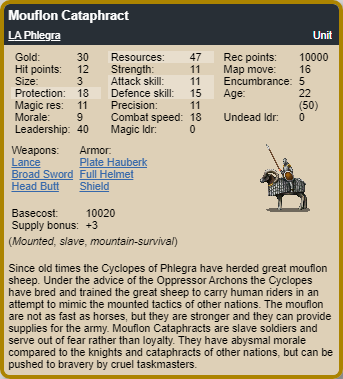 Mouflon Cataphract
LA Phlegra Unit
Gold: 30 Resources: 47 Rec points: 10000
Hit points: 12 Strength: 11 Map move: 16
Size: 3 Attack skill: 11 Encumbrance: 5
Protection: 18 Defence skill: 15 Age: 22
Magic res: 11 Precision: 11 (50)
Morale: 9 Combat speed: 18 Undead ldr: 0
Leadership: 40 Magic ldr: 0
Weapons: Armor:
Lance Plate Hauberk
Broad Sword Full Helmet
Head Butt Shield
Basecost: 10020
Supply bonus: +3
(Mounted, slave, mountain-survival)
Since old times the Cyclopes of Phlegra have herded great mouflon
sheep. Under the advice of the Oppressor Archons the Cyclopes
have bred and trained the great sheep to carry human riders in an
attempt to mimic the mounted tactics of other nations. The mouflon
are not as fast as horses, but they are stronger and they can provide
supplies for the army. Mouflon Cataphracts are slave soldiers and
serve out of fear rather than loyalty. They have abysmal morale
compared to the knights and cataphracts of other nations, but can be
pushed to bravery by cruel taskmasters.